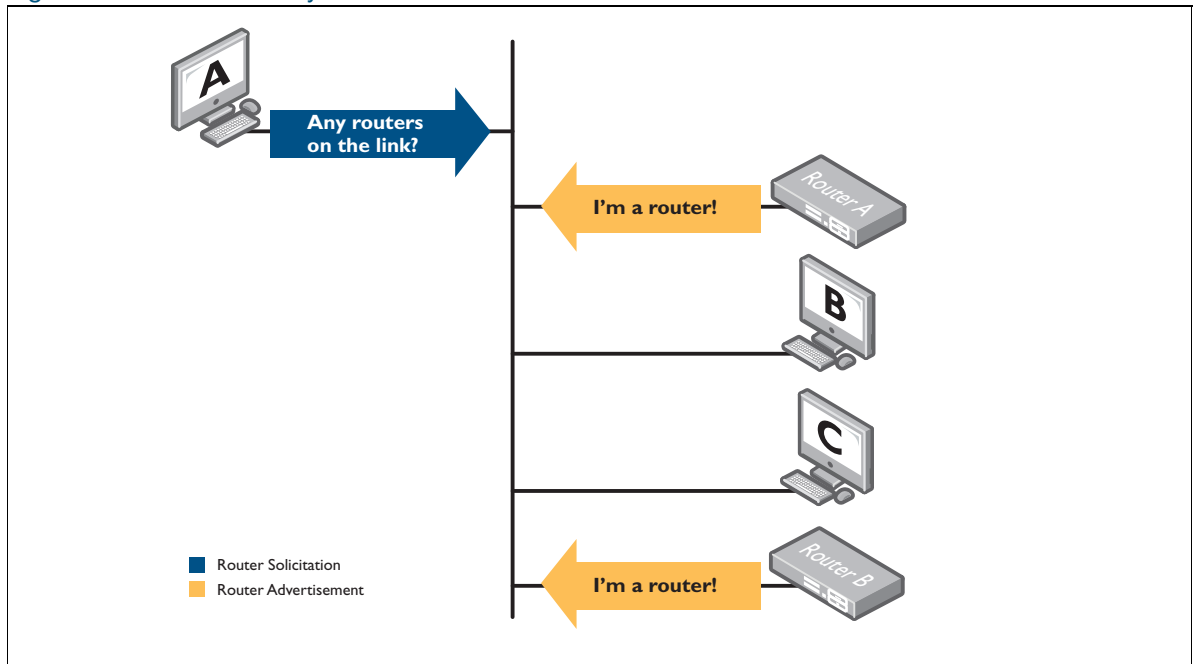 A
Any routers
on the link?
I'm a router!
Router A
B
C
Router Solicitation
Router Advertisement
I'm a router!
Router B